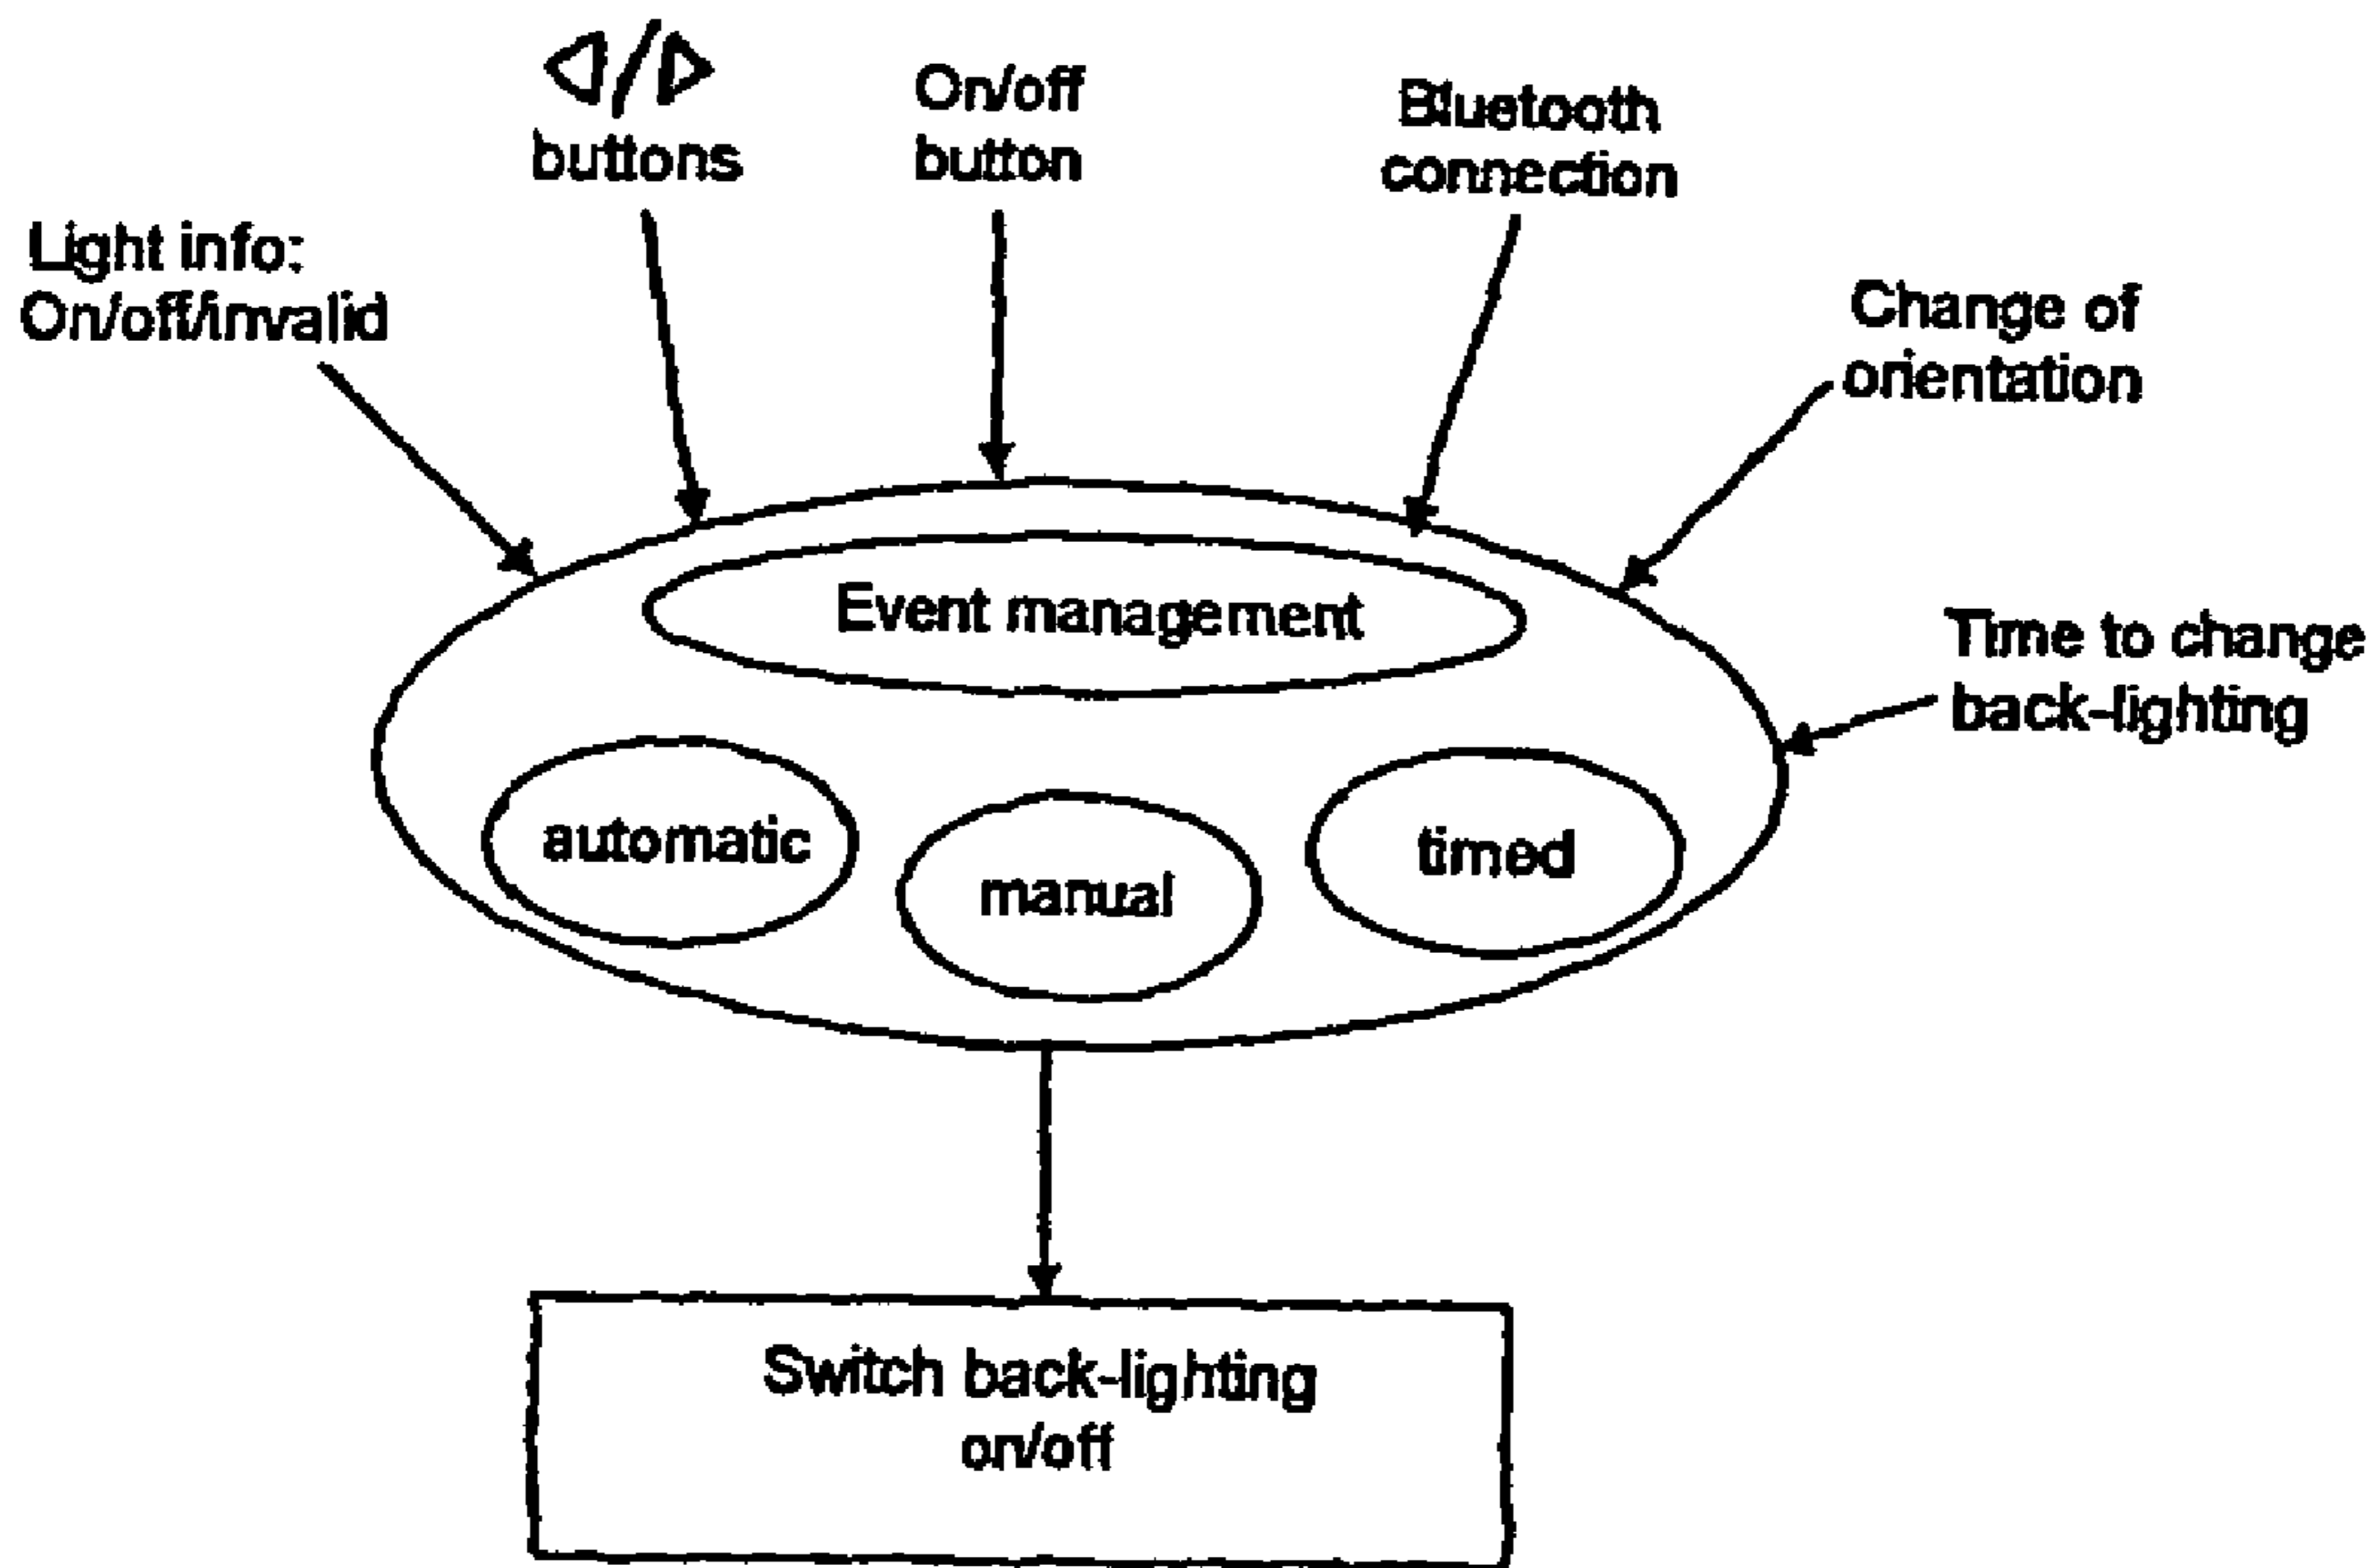 ◁/▷
buttons
On/off
button
Bluetooth
connection
Light info:
On/off/invalid
Change of
orientation
Event management
Time to change
back-lighting
automatic
manual
timed
Switch back-lighting
on/off